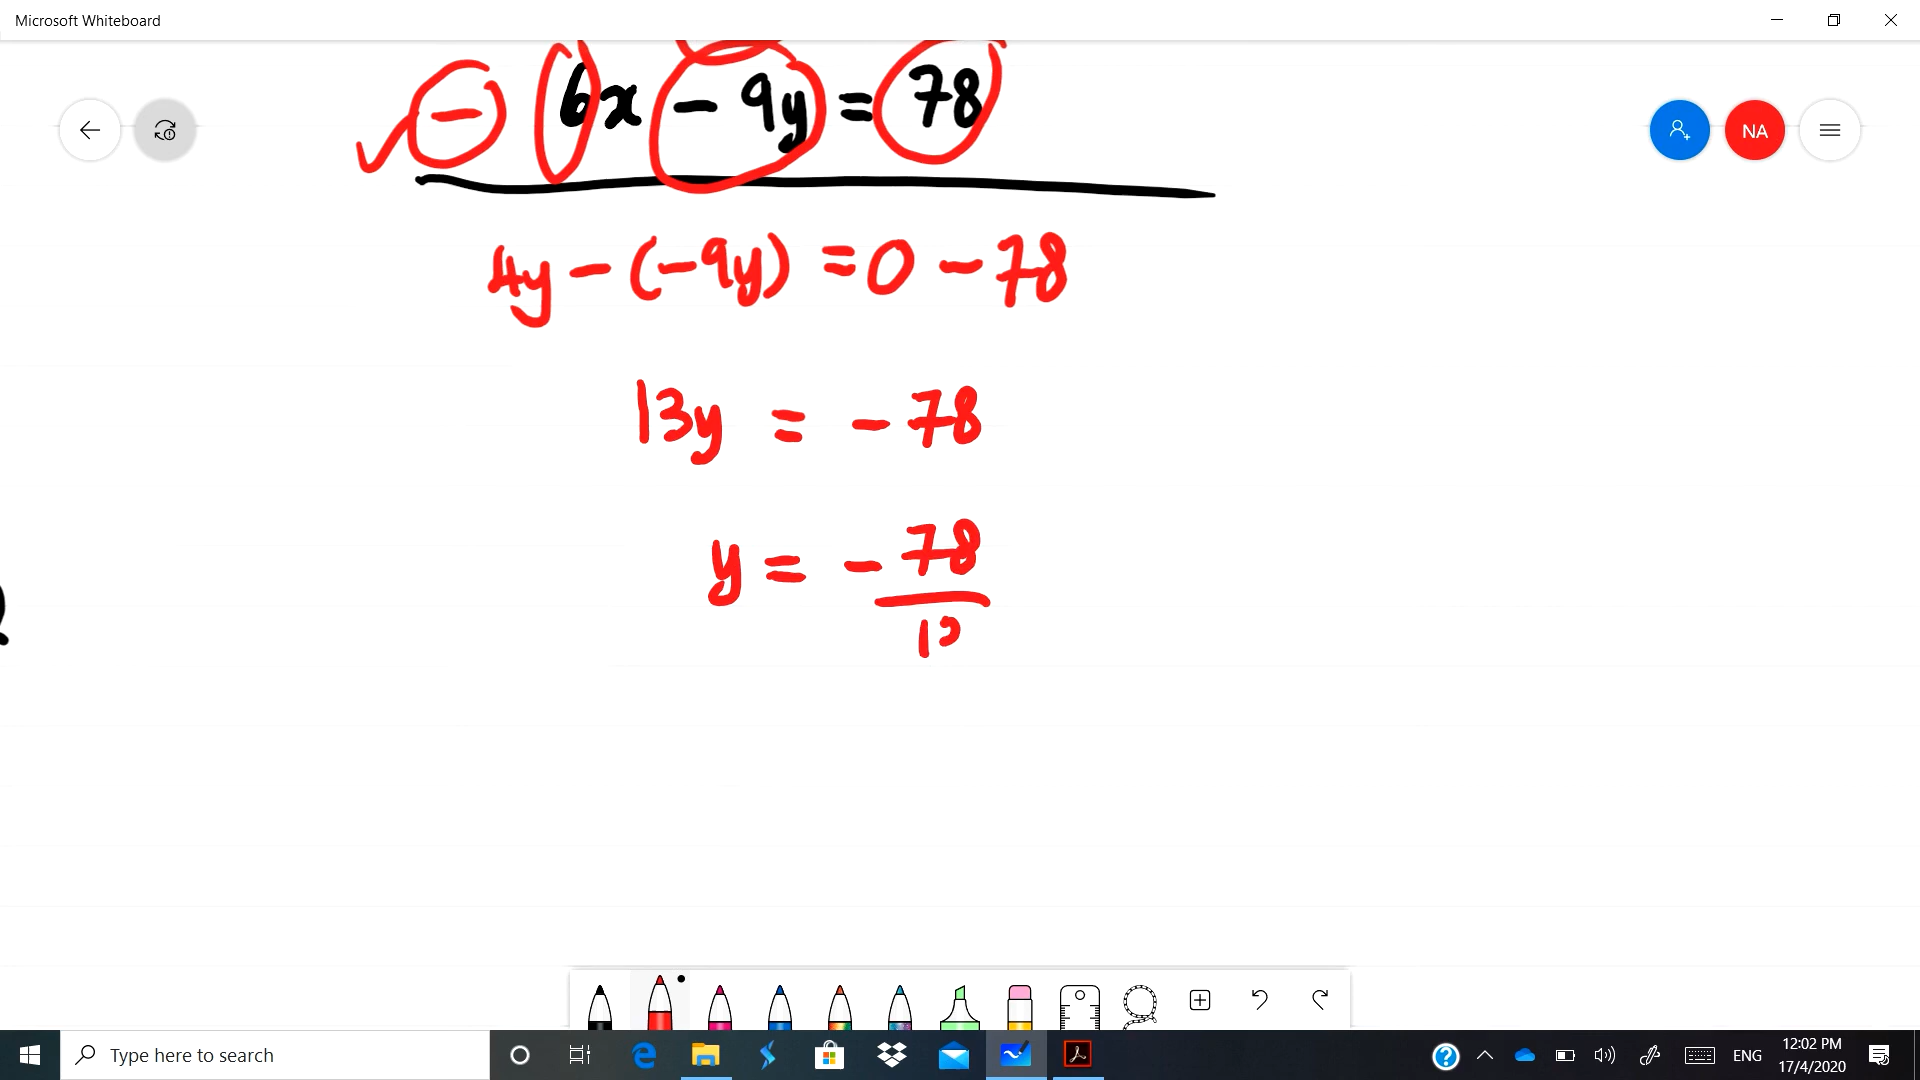 Microsoft Whiteboard
- 6x - 9y = 78
NA
4y - (-9y) = 0 - 78
13y = -78
y = - 78
Type here to search
ENG
12:02 PM
17/4/2020